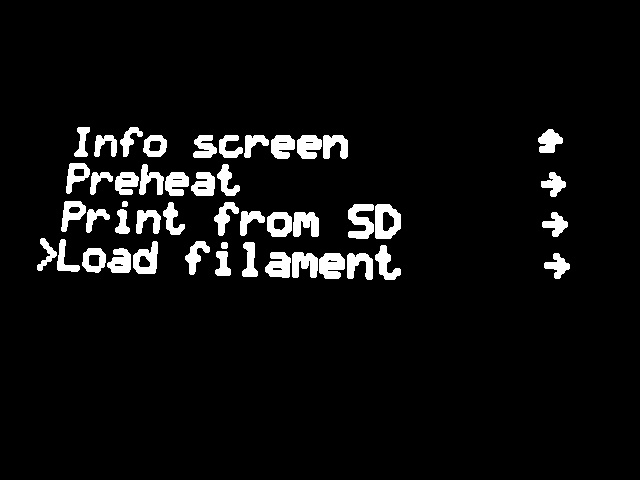 Info screen ↑
Preheat →
Print from SD →
>Load filament →